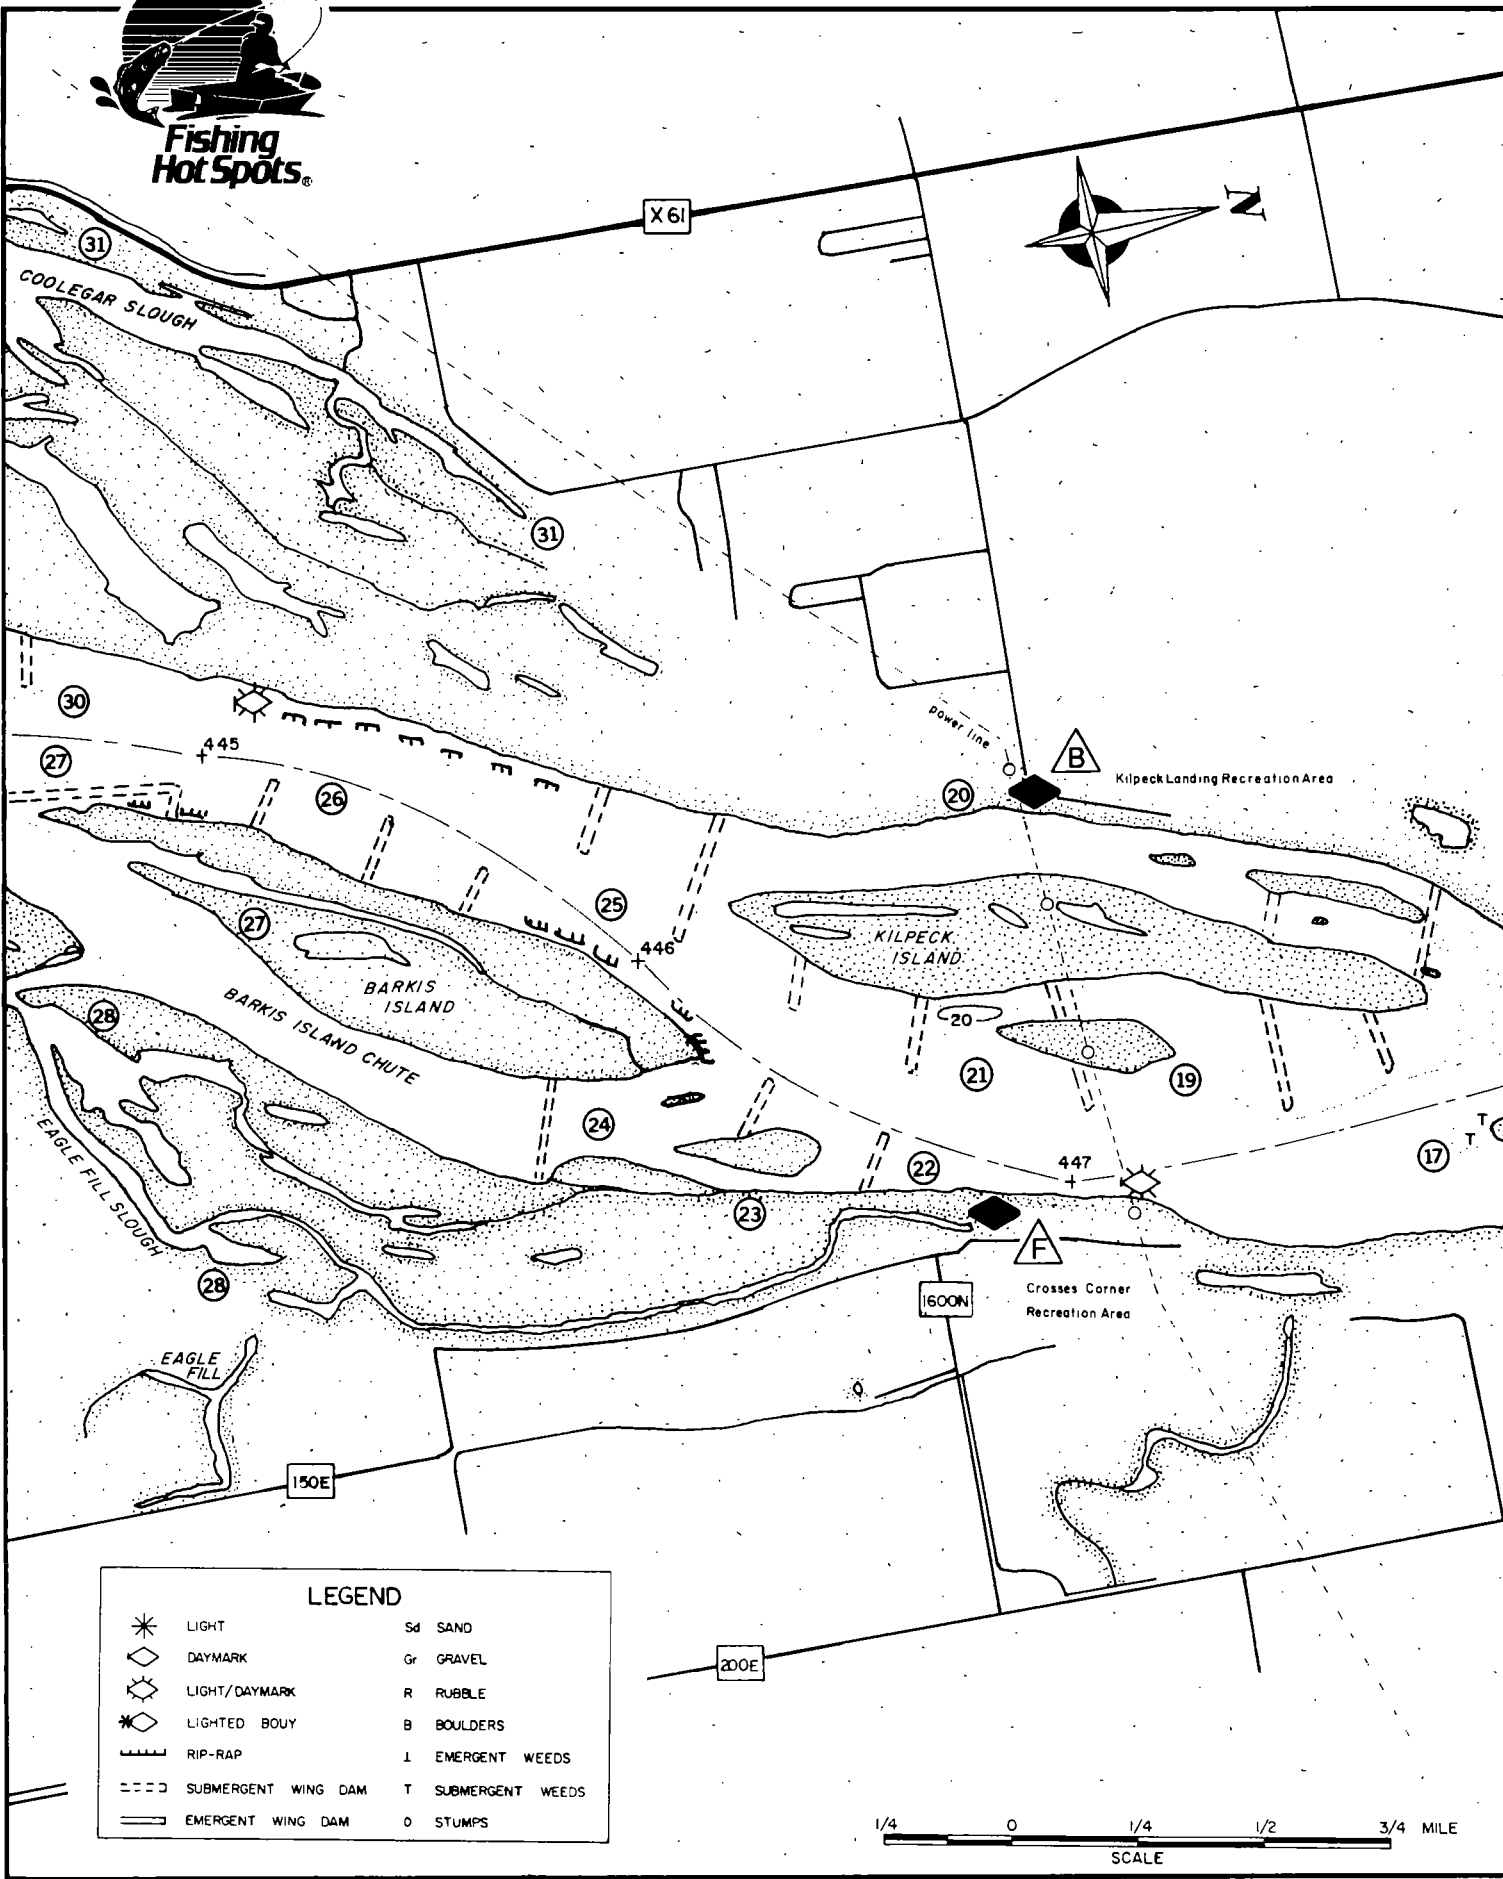 Fishing
Hot Spots®
X 61
N
31
COOLEGAR SLOUGH
31
power line
B
Kilpeck Landing Recreation Area
30
27
445
26
20
25
446
KILPECK
ISLAND
27
BARKIS
ISLAND
28
BARKIS ISLAND CHUTE
20
21
19
24
T
T
17
EAGLE FILL SLOUGH
22
447
23
F
28
1600N
Crosses Corner
Recreation Area
EAGLE
FILL
150E
200E
LEGEND
LIGHT
Sd SAND
DAYMARK
Gr GRAVEL
LIGHT/DAYMARK
R RUBBLE
LIGHTED BOUY
B BOULDERS
RIP-RAP
⊥ EMERGENT WEEDS
SUBMERGENT WING DAM
T SUBMERGENT WEEDS
EMERGENT WING DAM
O STUMPS
1/4 0 1/4 1/2 3/4 MILE
SCALE